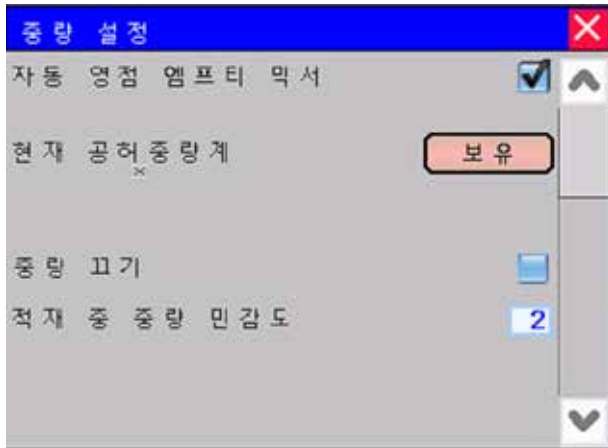 중량 설정
자동 영점 엠프티 믹서
현재 공허중량계 보유
중량 끄기
적재 중 중량 민감도 2